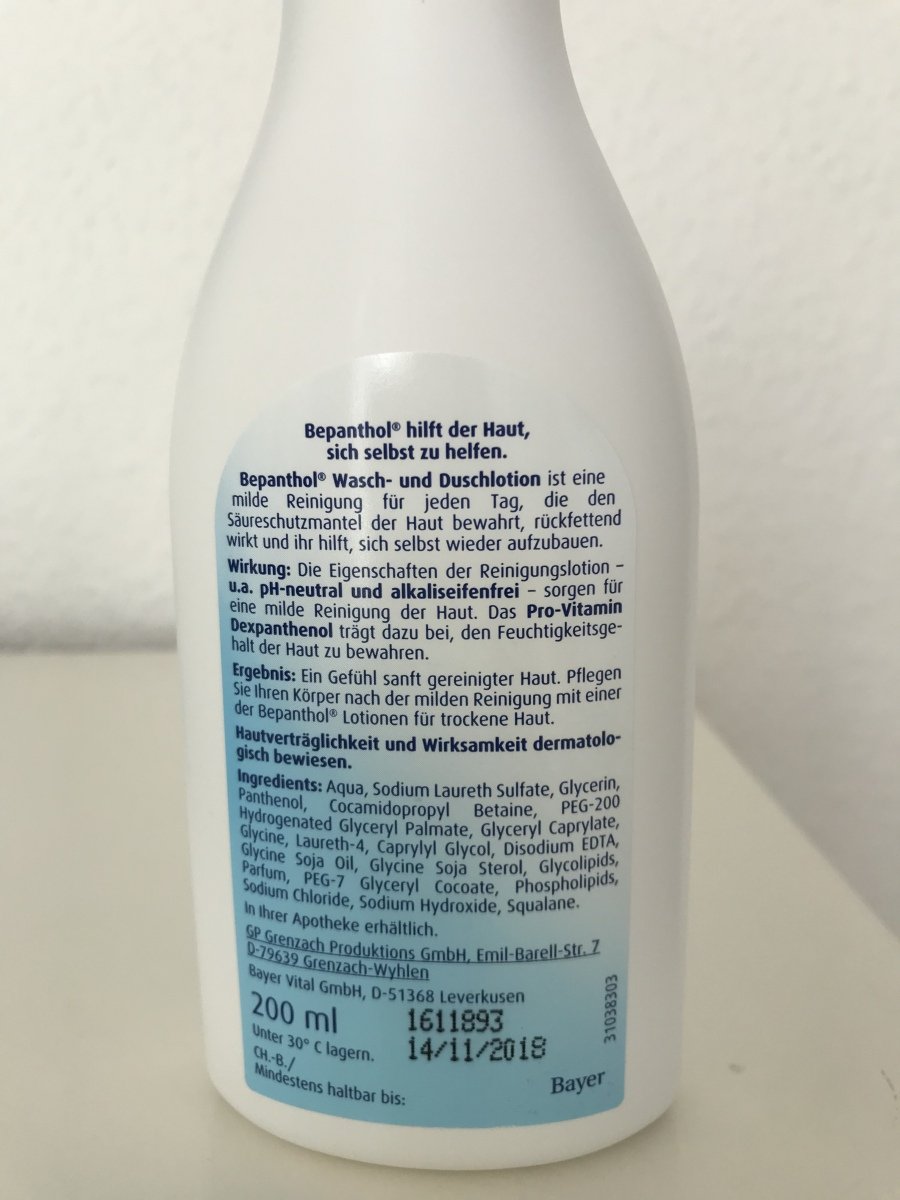 Bepanthol® hilft der Haut,
sich selbst zu helfen.
Bepanthol® Wasch- und Duschlotion ist eine
milde Reinigung für jeden Tag, die den
Säureschutzmantel der Haut bewahrt, rückfettend
wirkt und ihr hilft, sich selbst wieder aufzubauen.
Wirkung: Die Eigenschaften der Reinigungslotion –
u.a. pH-neutral und alkaliseifenfrei – sorgen für
eine milde Reinigung der Haut. Das Pro-Vitamin
Dexpanthenol trägt dazu bei, den Feuchtigkeitsge-
halt der Haut zu bewahren.
Ergebnis: Ein Gefühl sanft gereinigter Haut. Pflegen
Sie Ihren Körper nach der milden Reinigung mit einer
der Bepanthol® Lotionen für trockene Haut.
Hautverträglichkeit und Wirksamkeit dermatolo-
gisch bewiesen.
Ingredients: Aqua, Sodium Laureth Sulfate, Glycerin,
Panthenol, Cocamidopropyl Betaine, PEG-200
Hydrogenated Glyceryl Palmate, Glyceryl Caprylate,
Glycine, Laureth-4, Caprylyl Glycol, Disodium EDTA,
Glycine Soja Oil, Glycine Soja Sterol, Glycolipids,
Parfum, PEG-7 Glyceryl Cocoate, Phospholipids,
Sodium Chloride, Sodium Hydroxide, Squalane.
In Ihrer Apotheke erhältlich.
GP Grenzach Produktions GmbH, Emil-Barell-Str. 7
D-79639 Grenzach-Wyhlen
Bayer Vital GmbH, D-51368 Leverkusen
200 ml
Unter 30° C lagern.
CH.-B./
Mindestens haltbar bis:
1611893
14/11/2018
31038303
Bayer